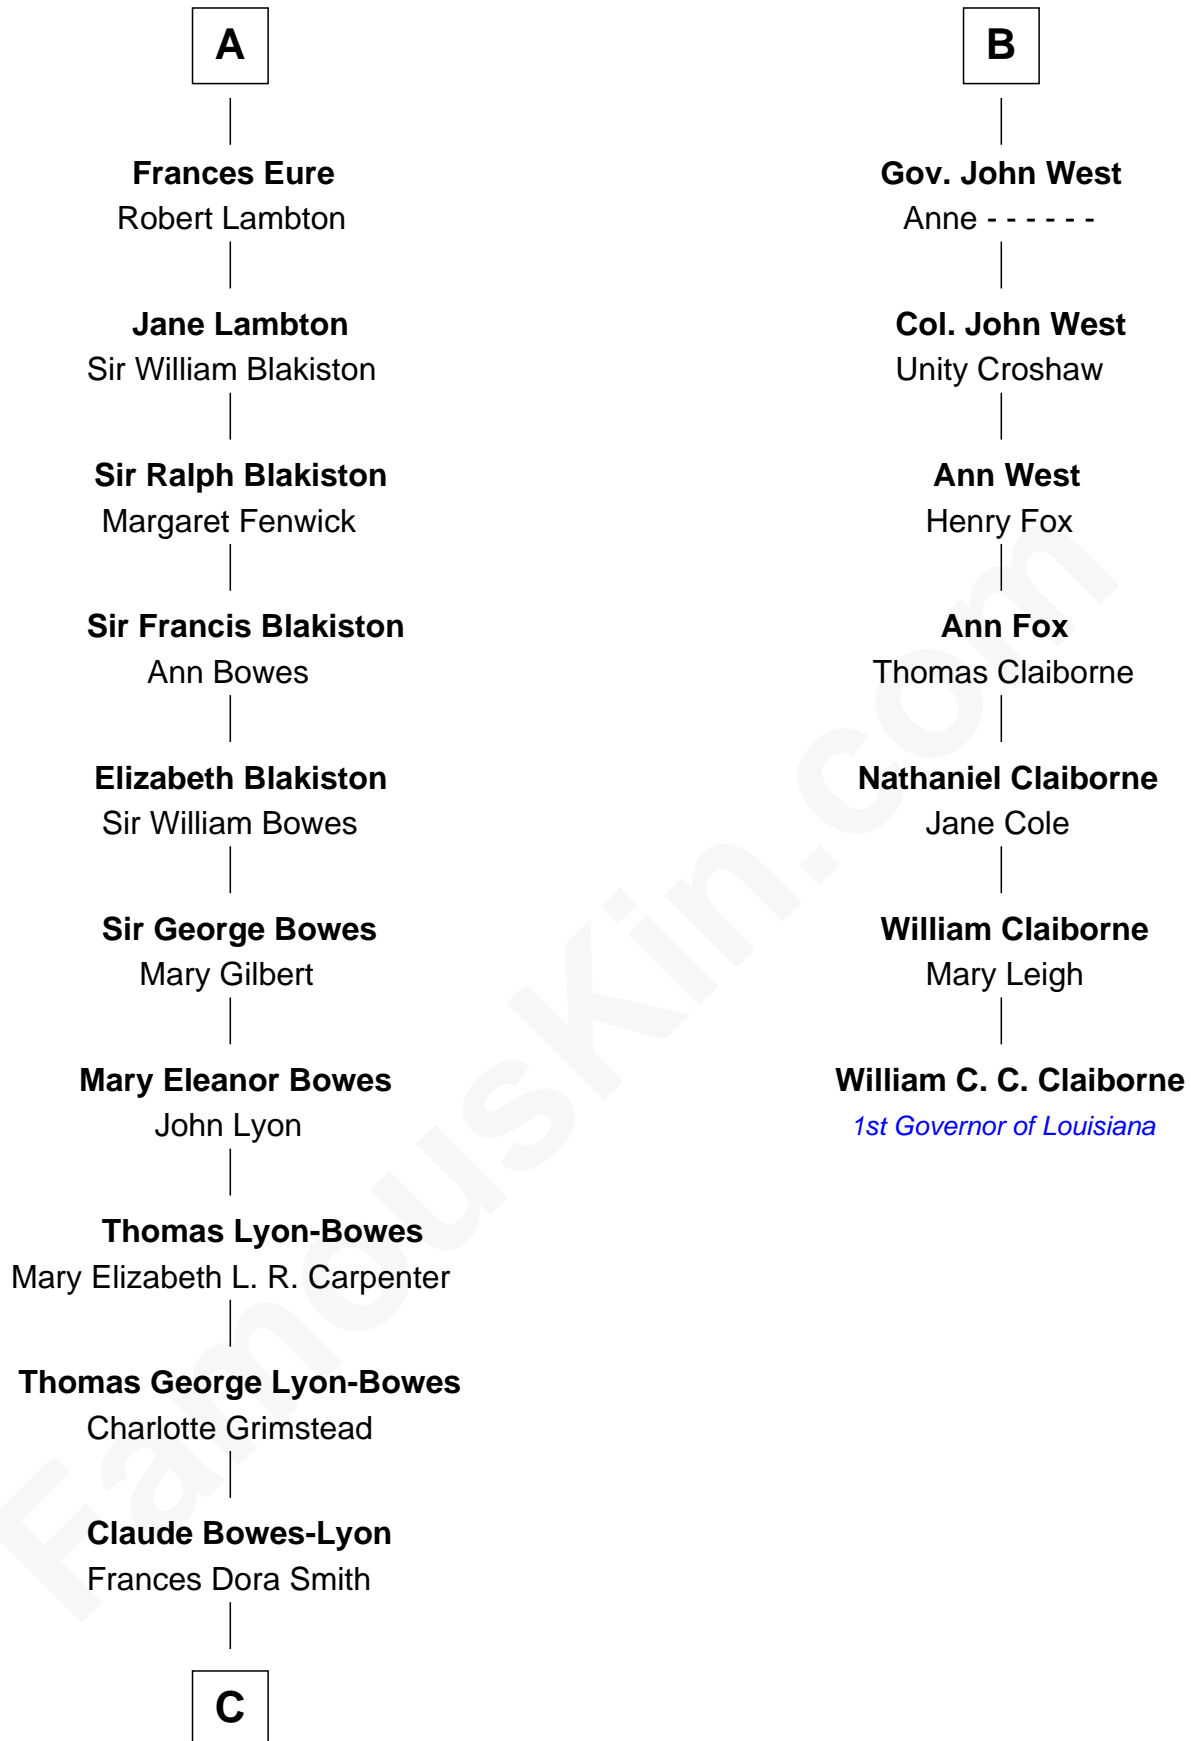 A
Frances Eure
Robert Lambton
Jane Lambton
Sir William Blakiston
Sir Ralph Blakiston
Margaret Fenwick
Sir Francis Blakiston
Ann Bowes
Elizabeth Blakiston
Sir William Bowes
Sir George Bowes
Mary Gilbert
Mary Eleanor Bowes
John Lyon
Thomas Lyon-Bowes
Mary Elizabeth L. R. Carpenter
Thomas George Lyon-Bowes
Charlotte Grimstead
Claude Bowes-Lyon
Frances Dora Smith
C
B
Gov. John West
Anne - - - - - -
Col. John West
Unity Croshaw
Ann West
Henry Fox
Ann Fox
Thomas Claiborne
Nathaniel Claiborne
Jane Cole
William Claiborne
Mary Leigh
William C. C. Claiborne
1st Governor of Louisiana
FamousKin.com